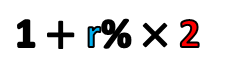 1 + r% × 2